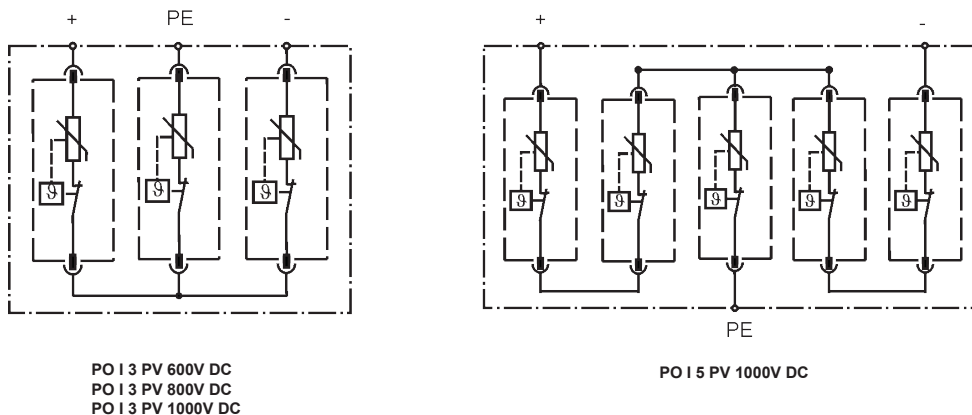 + PE -
+ -
ϑ ϑ ϑ
ϑ ϑ ϑ ϑ ϑ
PE
PO I 3 PV 600V DC
PO I 3 PV 800V DC
PO I 3 PV 1000V DC
PO I 5 PV 1000V DC